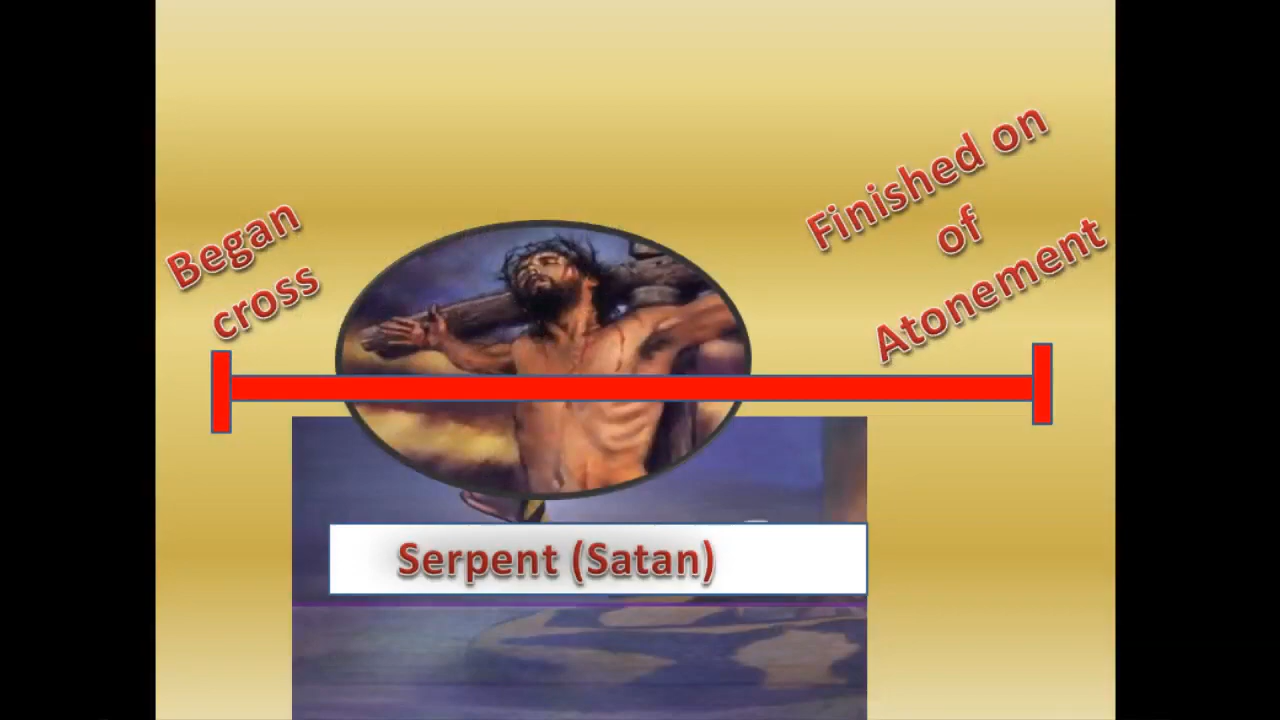 Began
cross
Finished on
of
Atonement
Serpent (Satan)